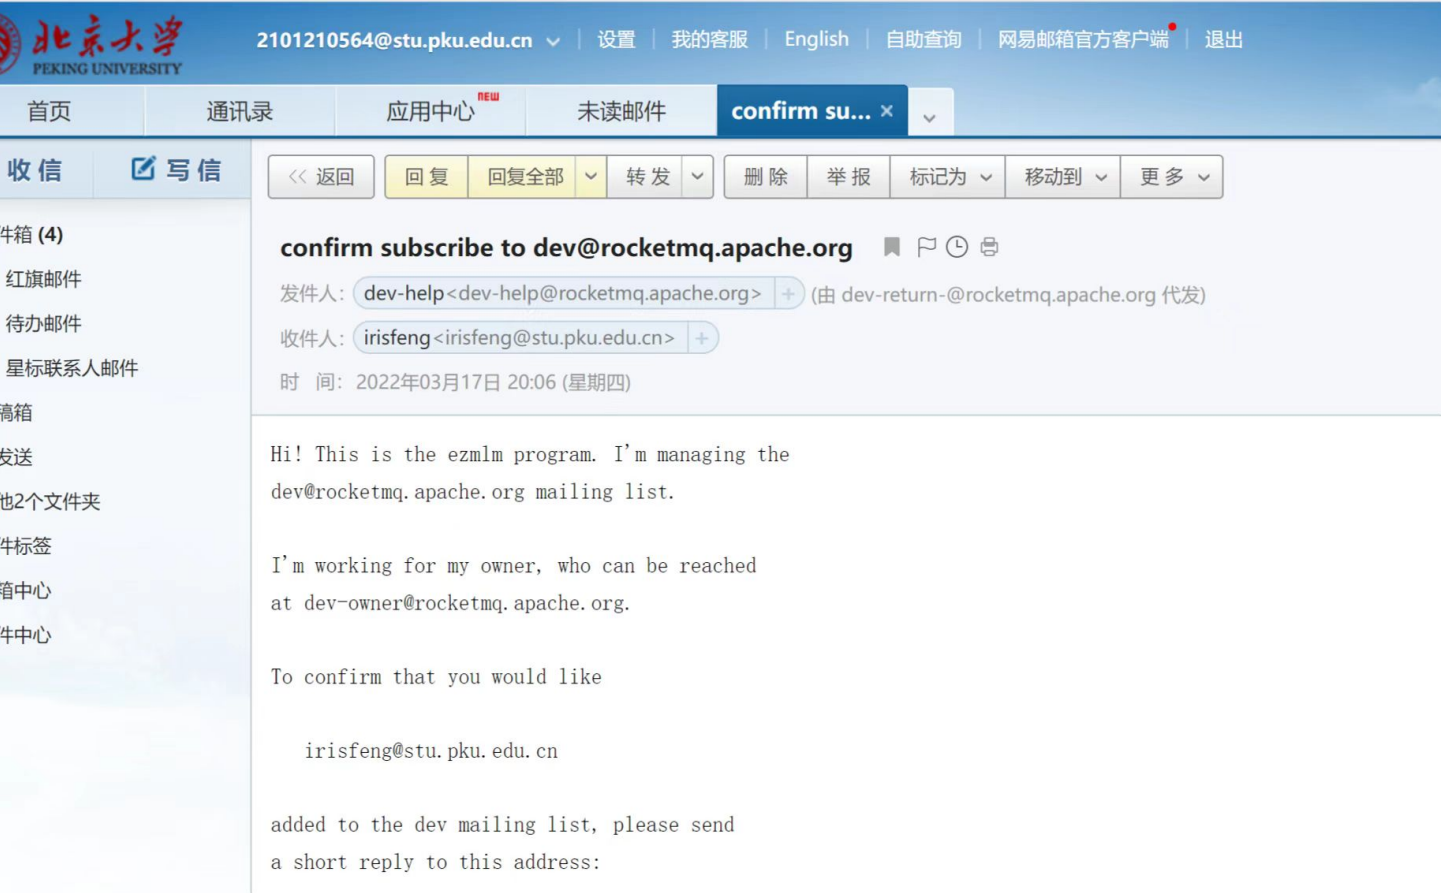 北京大学
PEKING UNIVERSITY
2101210564@stu.pku.edu.cn 设置 我的客服 English 自助查询 网易邮箱官方客户端 退出
首页 通讯录 应用中心 NEW 未读邮件 confirm su... ×
收信 写信 << 返回 回复 回复全部 转发 删除 举报 标记为 移动到 更多
件箱 (4)
红旗邮件
待办邮件
星标联系人邮件
稿箱
发送
他2个文件夹
件标签
箱中心
件中心
confirm subscribe to dev@rocketmq.apache.org
发件人: dev-help<dev-help@rocketmq.apache.org> + (由 dev-return-@rocketmq.apache.org 代发)
收件人: irisfeng<irisfeng@stu.pku.edu.cn> +
时 间: 2022年03月17日 20:06 (星期四)
Hi! This is the ezmlm program. I'm managing the
dev@rocketmq.apache.org mailing list.
I'm working for my owner, who can be reached
at dev-owner@rocketmq.apache.org.
To confirm that you would like
irisfeng@stu.pku.edu.cn
added to the dev mailing list, please send
a short reply to this address: